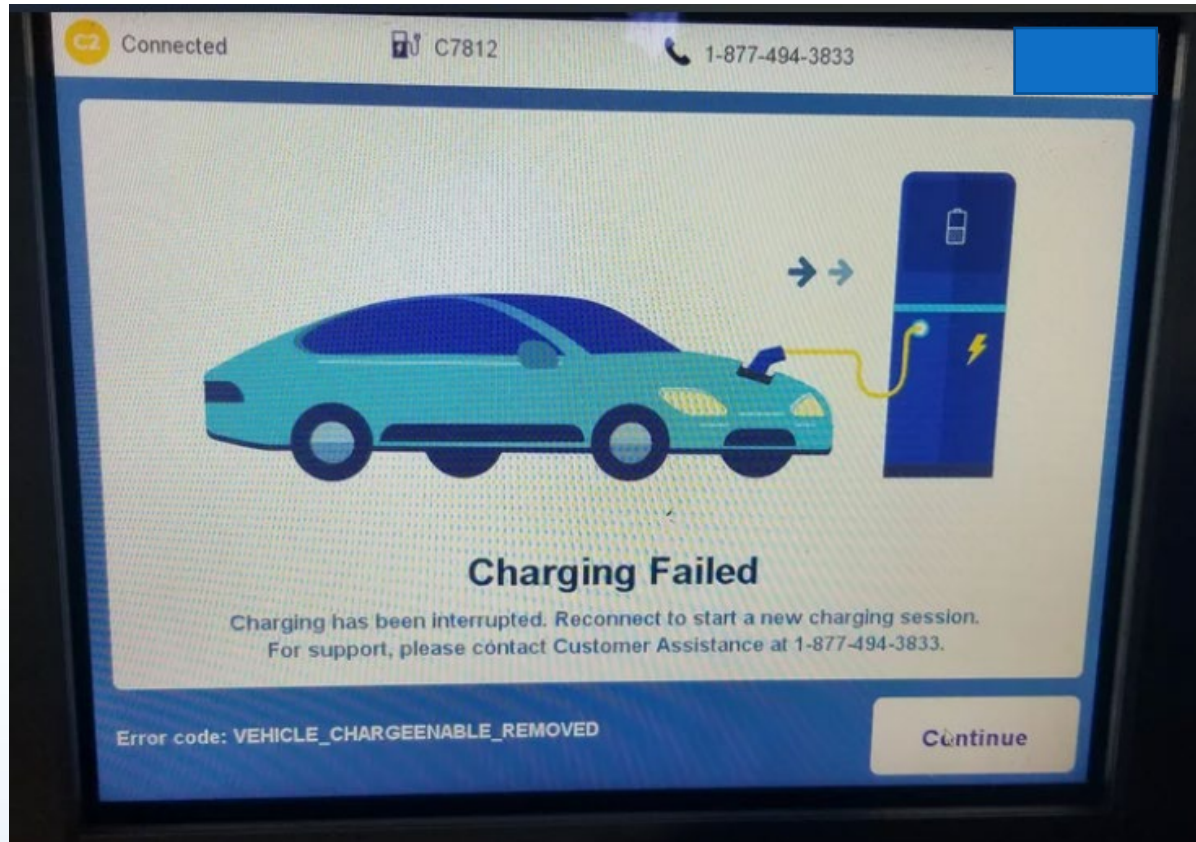 C2 Connected C7812 1-877-494-3833
Charging Failed
Charging has been interrupted. Reconnect to start a new charging session.
For support, please contact Customer Assistance at 1-877-494-3833.
Error code: VEHICLE_CHARGEENABLE_REMOVED
Continue